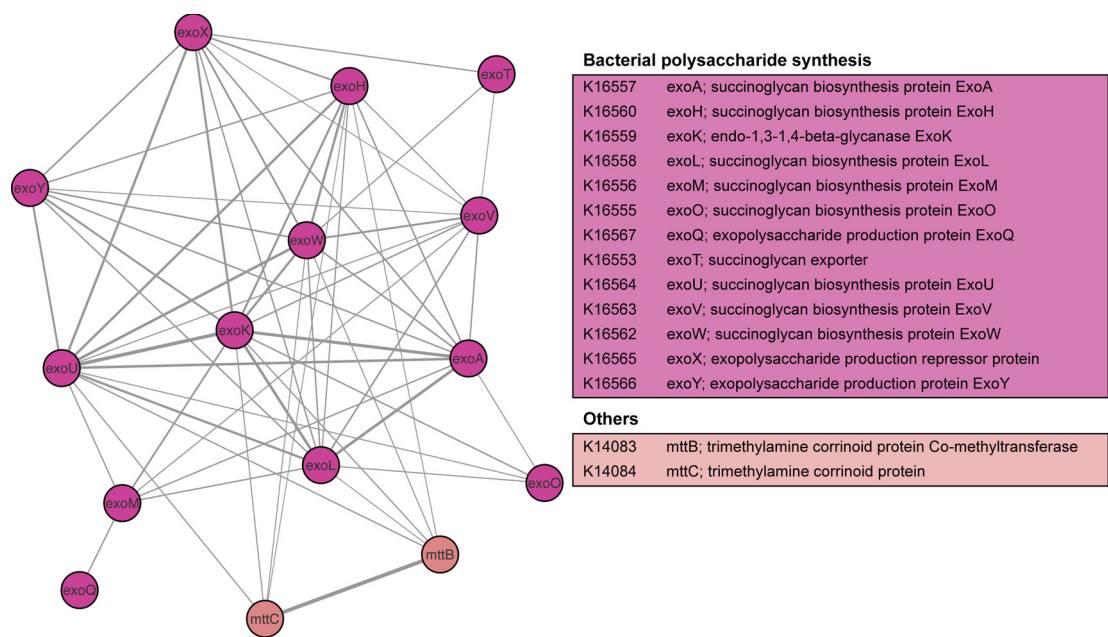 exoX
exoT
exoH
exoY
exoV
exoW
exoK
exoA
exoU
exoL
exoO
exoM
mttB
exoQ
mttC
Bacterial polysaccharide synthesis
K16557 exoA; succinoglycan biosynthesis protein ExoA
K16560 exoH; succinoglycan biosynthesis protein ExoH
K16559 exoK; endo-1,3-1,4-beta-glycanase ExoK
K16558 exoL; succinoglycan biosynthesis protein ExoL
K16556 exoM; succinoglycan biosynthesis protein ExoM
K16555 exoO; succinoglycan biosynthesis protein ExoO
K16567 exoQ; exopolysaccharide production protein ExoQ
K16553 exoT; succinoglycan exporter
K16564 exoU; succinoglycan biosynthesis protein ExoU
K16563 exoV; succinoglycan biosynthesis protein ExoV
K16562 exoW; succinoglycan biosynthesis protein ExoW
K16565 exoX; exopolysaccharide production repressor protein
K16566 exoY; exopolysaccharide production protein ExoY
Others
K14083 mttB; trimethylamine corrinoid protein Co-methyltransferase
K14084 mttC; trimethylamine corrinoid protein